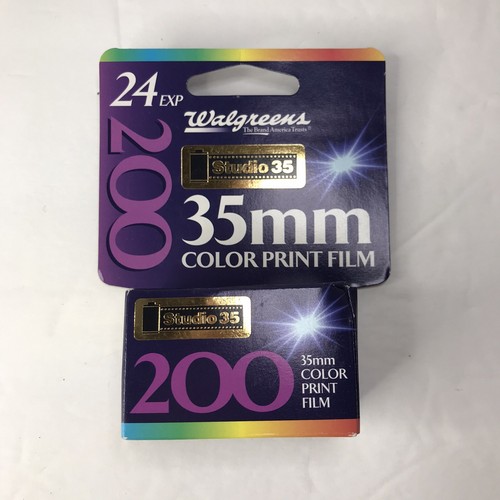 24 EXP
200
Walgreens
The Brand America Trusts®
Studio 35
35mm
COLOR PRINT FILM
Studio 35
200
35mm
COLOR
PRINT
FILM